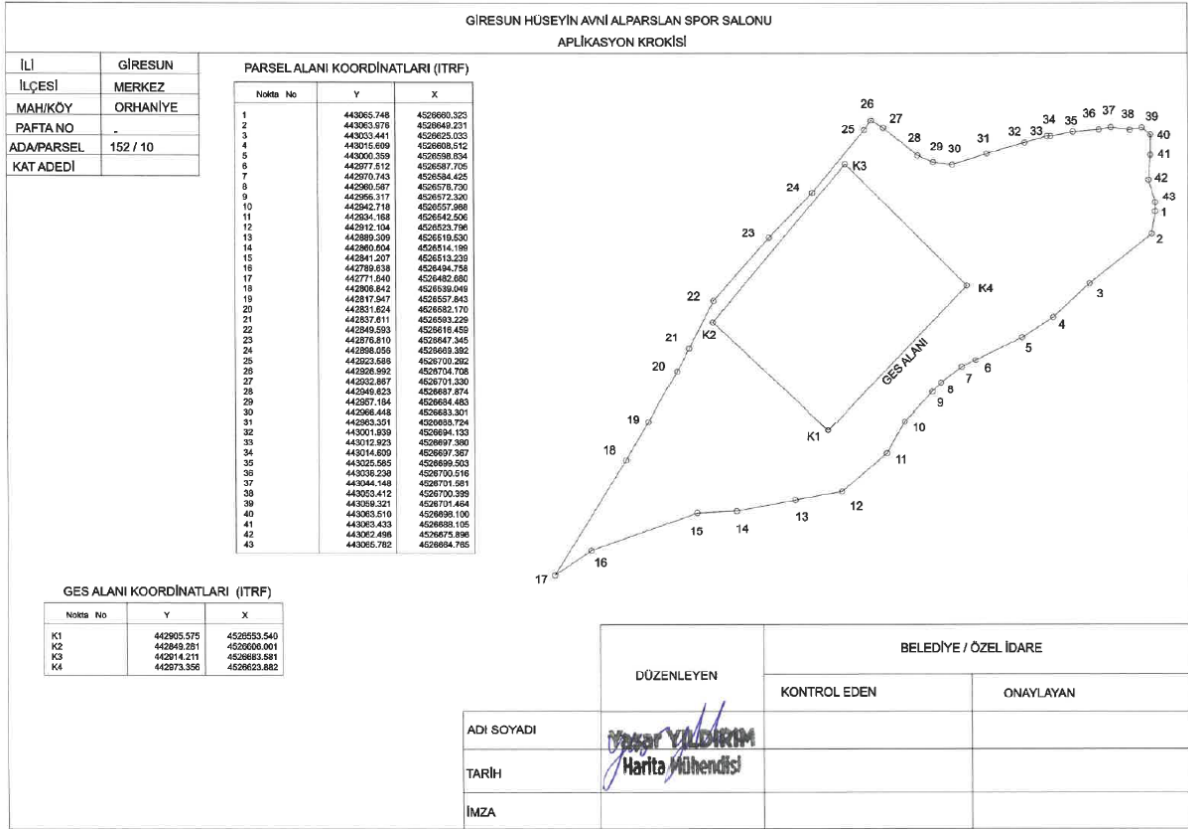 GİRESUN HÜSEYİN AVNİ ALPARSLAN SPOR SALONU
APLİKASYON KROKİSİ
İLİ GİRESUN
İLÇESİ MERKEZ
MAH/KÖY ORHANİYE
PAFTA NO -
ADA/PARSEL 152 / 10
KAT ADEDİ
PARSEL ALANI KOORDİNATLARI (ITRF)
Nokta No Y X
1 443065.748 4526660.323
2 443063.976 4526649.231
3 443033.441 4526625.033
4 443015.609 4526608.512
5 443000.359 4526598.834
6 442977.512 4526587.705
7 442970.743 4526584.425
8 442960.587 4526576.730
9 442956.317 4526572.320
10 442942.718 4526557.988
11 442934.168 4526542.506
12 442912.104 4526523.796
13 442889.309 4526519.530
14 442860.604 4526514.199
15 442841.207 4526513.239
16 442789.638 4526494.758
17 442771.840 4526482.680
18 442806.842 4526539.049
19 442817.947 4526557.843
20 442831.624 4526582.170
21 442837.611 4526593.229
22 442849.593 4526616.459
23 442876.810 4526647.345
24 442898.056 4526669.392
25 442923.586 4526700.292
26 442926.992 4526704.708
27 442932.867 4526701.330
28 442949.623 4526687.874
29 442957.184 4526684.483
30 442966.448 4526683.301
31 442983.351 4526688.724
32 443001.939 4526694.133
33 443012.923 4526697.380
34 443014.609 4526697.367
35 443025.585 4526699.503
36 443038.238 4526700.516
37 443044.148 4526701.581
38 443053.412 4526700.399
39 443059.321 4526701.464
40 443063.510 4526698.100
41 443063.433 4526688.105
42 443062.496 4526675.896
43 443065.782 4526664.765
26
25
27
28
29
30
31
32
33
34
35
36
37
38
39
40
41
42
43
1
2
K3
24
23
22
K2
21
20
K4
3
4
5
6
7
8
9
GES ALANI
K1
10
11
19
18
12
13
14
15
16
17
GES ALANI KOORDİNATLARI (ITRF)
Nokta No Y X
K1 442905.575 4526553.540
K2 442849.281 4526606.001
K3 442914.211 4526683.581
K4 442973.356 4526623.882
DÜZENLEYEN
BELEDİYE / ÖZEL İDARE
KONTROL EDEN
ONAYLAYAN
ADI SOYADI
Yaşar YILDIRIM
Harita Mühendisi
TARİH
İMZA